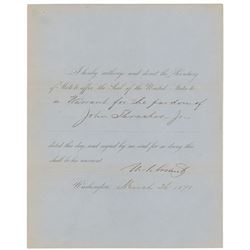 I hereby authorize and direct the Secretary
of State to affix the Seal of the United States to
a Warrant for the pardon of
John Thrasher, Jr.
dated this day, and signed by me; and for so doing this
shall be his warrant.
U. S. Grant
Washington, March 26, 1871